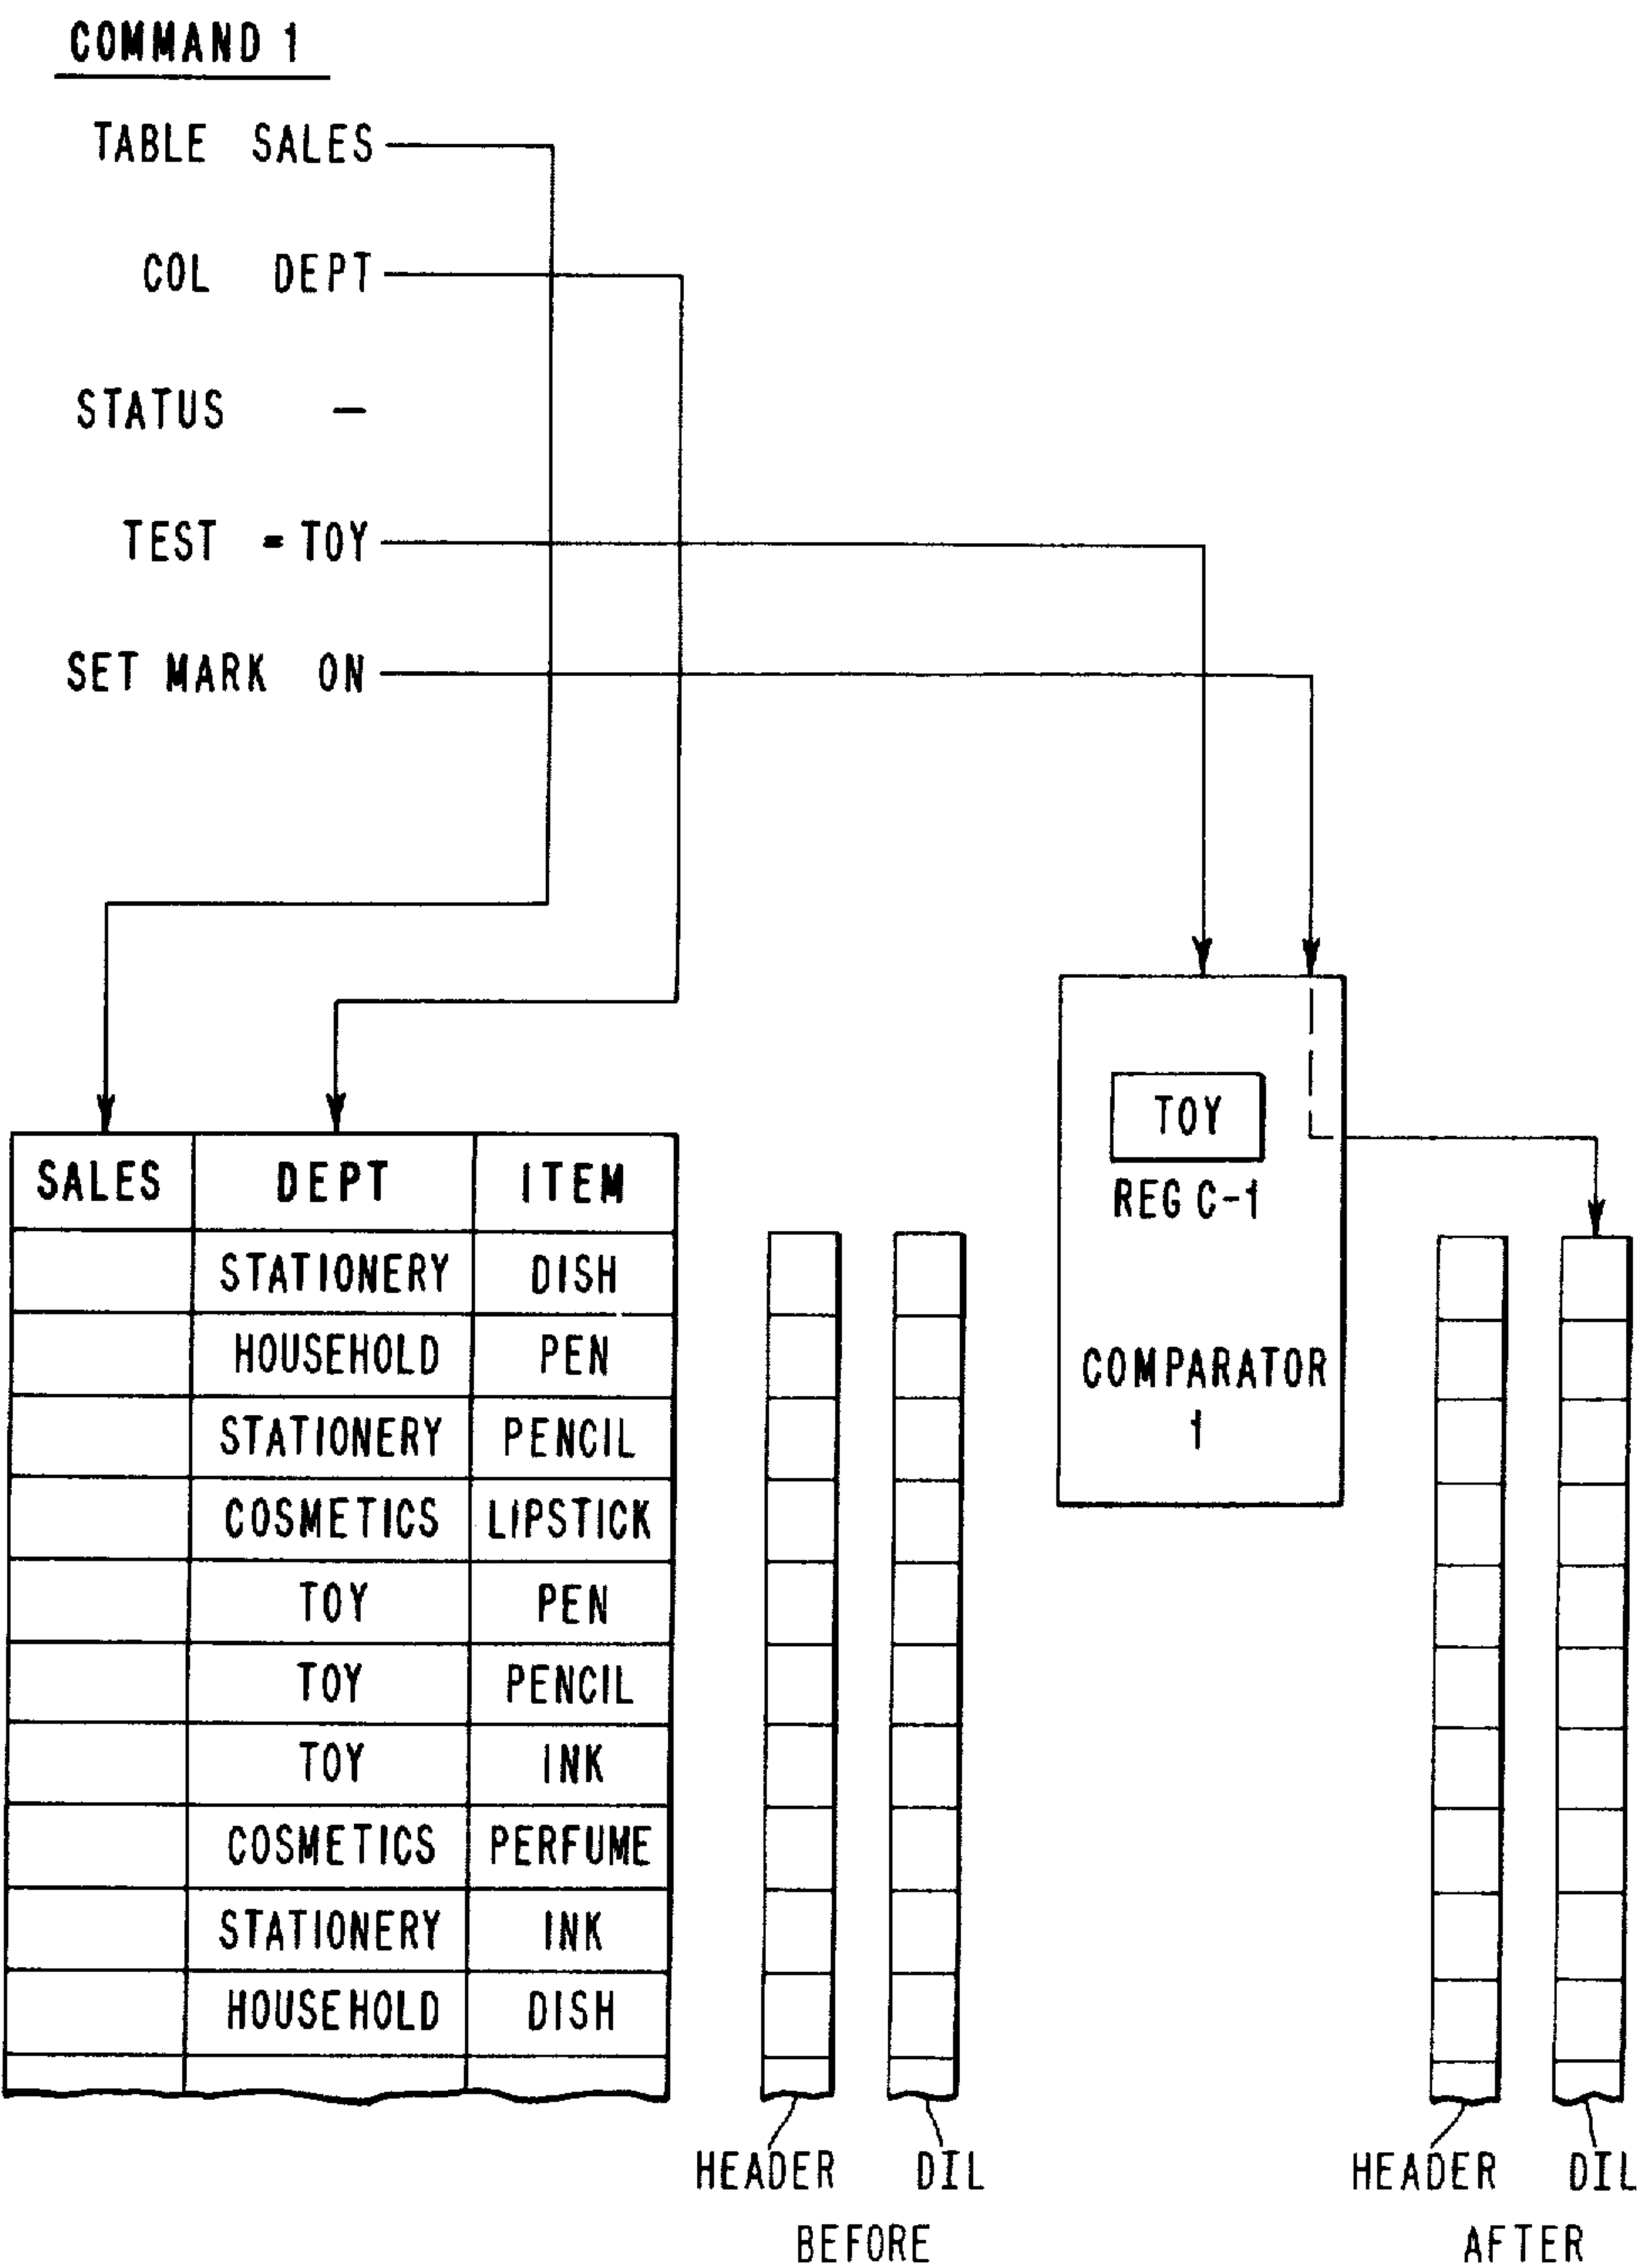 COMMAND 1
TABLE SALES
COL DEPT
STATUS —
TEST = TOY
SET MARK ON
TOY
REG C-1
COMPARATOR
1
SALES DEPT ITEM
STATIONERY DISH
HOUSEHOLD PEN
STATIONERY PENCIL
COSMETICS LIPSTICK
TOY PEN
TOY PENCIL
TOY INK
COSMETICS PERFUME
STATIONERY INK
HOUSEHOLD DISH
HEADER DIL
BEFORE
HEADER DIL
AFTER